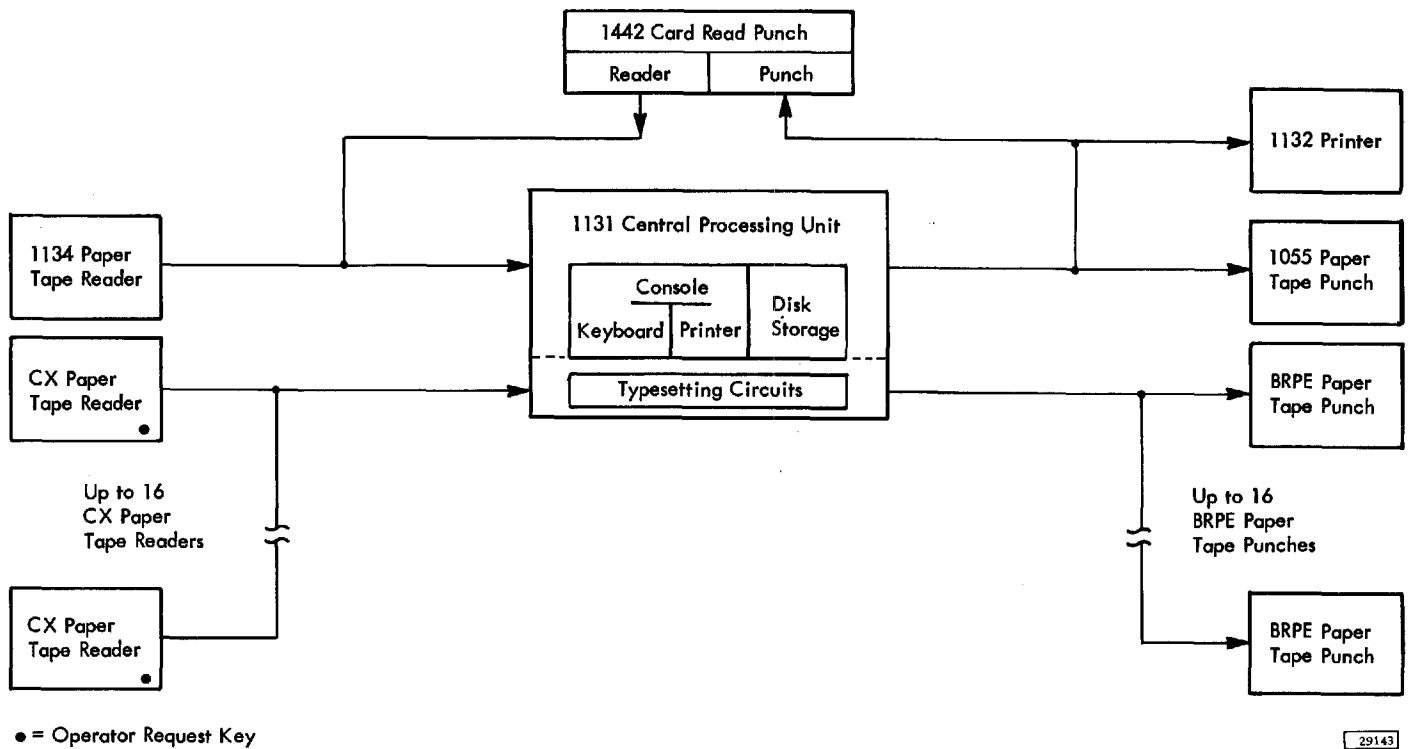 1442 Card Read Punch
Reader
Punch
1132 Printer
1134 Paper
Tape Reader
1131 Central Processing Unit
Console
Keyboard
Printer
Disk
Storage
1055 Paper
Tape Punch
CX Paper
Tape Reader
Typesetting Circuits
BRPE Paper
Tape Punch
Up to 16
CX Paper
Tape Readers
Up to 16
BRPE Paper
Tape Punches
CX Paper
Tape Reader
BRPE Paper
Tape Punch
● = Operator Request Key
29143